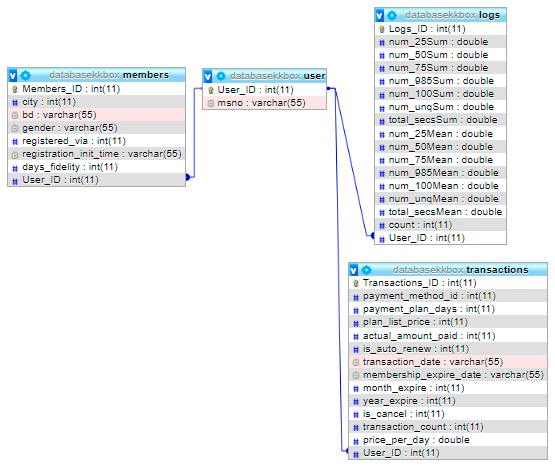 databasekkbox members
Members_ID : int(11)
city : int(11)
bd : varchar(55)
gender : varchar(55)
registered_via : int(11)
registration_init_time : varchar(55)
days_fidelity : int(11)
User_ID : int(11)
databasekkbox user
User_ID : int(11)
msno : varchar(55)
databasekkbox logs
Logs_ID : int(11)
num_25Sum : double
num_50Sum : double
num_75Sum : double
num_985Sum : double
num_100Sum : double
num_unqSum : double
total_secsSum : double
num_25Mean : double
num_50Mean : double
num_75Mean : double
num_985Mean : double
num_100Mean : double
num_unqMean : double
total_secsMean : double
count : int(11)
User_ID : int(11)
databasekkbox transactions
Transactions_ID : int(11)
payment_method_id : int(11)
payment_plan_days : int(11)
plan_list_price : int(11)
actual_amount_paid : int(11)
is_auto_renew : int(11)
transaction_date : varchar(55)
membership_expire_date : varchar(55)
month_expire : int(11)
year_expire : int(11)
is_cancel : int(11)
transaction_count : int(11)
price_per_day : double
User_ID : int(11)